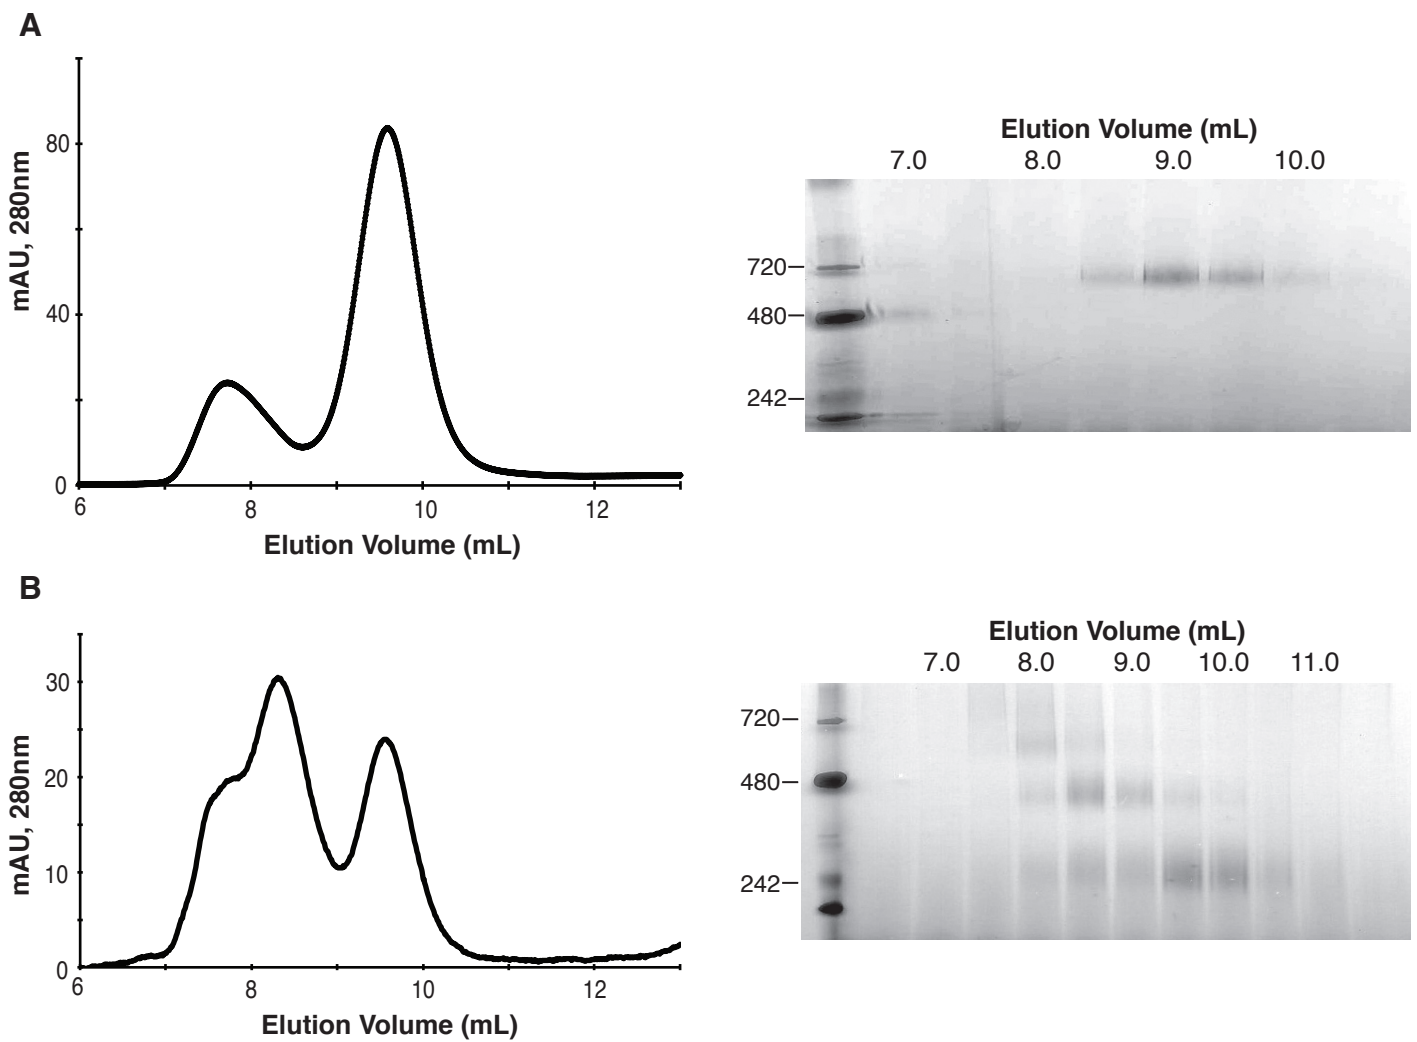 A
mAU, 280nm
80
40
0
6 8 10 12
Elution Volume (mL)
Elution Volume (mL)
7.0 8.0 9.0 10.0
720
480
242
B
mAU, 280nm
30
20
10
0
6 8 10 12
Elution Volume (mL)
Elution Volume (mL)
7.0 8.0 9.0 10.0 11.0
720
480
242